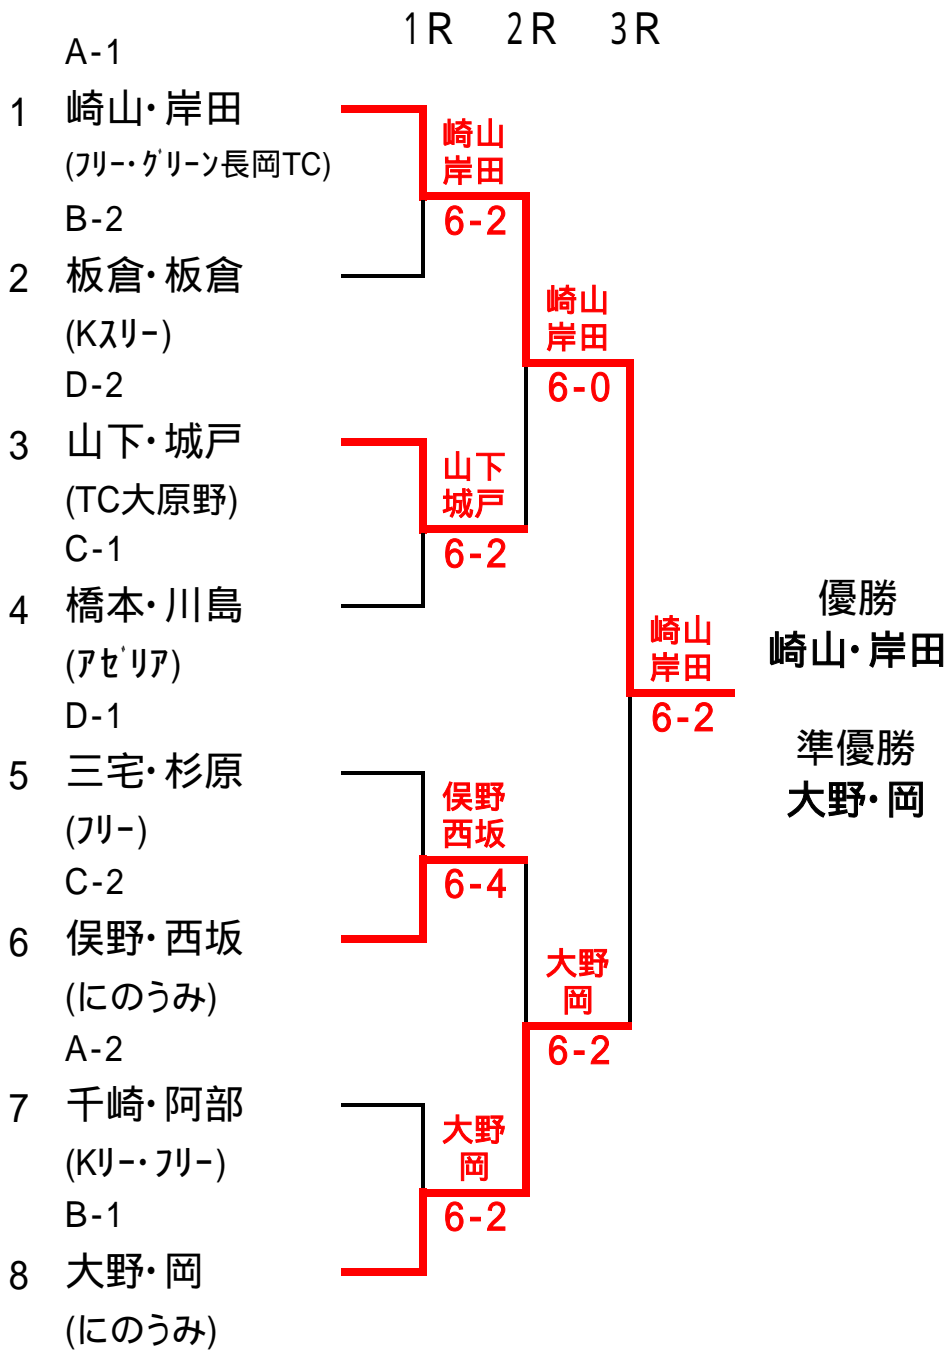 1R 2R 3R
A-1
1 崎山・岸田
(ﾌﾘｰ・ｸﾞﾘｰﾝ長岡TC)
B-2
2 板倉・板倉
(Kｽﾘｰ)
D-2
3 山下・城戸
(TC大原野)
C-1
4 橋本・川島
(ｱｾﾞﾘｱ)
D-1
5 三宅・杉原
(ﾌﾘｰ)
C-2
6 俣野・西坂
(にのうみ)
A-2
7 千崎・阿部
(Kﾘｰ・ﾌﾘｰ)
B-1
8 大野・岡
(にのうみ)
崎山
岸田
6-2
山下
城戸
6-2
俣野
西坂
6-4
大野
岡
6-2
崎山
岸田
6-0
大野
岡
6-2
崎山
岸田
6-2
優勝
崎山・岸田
準優勝
大野・岡